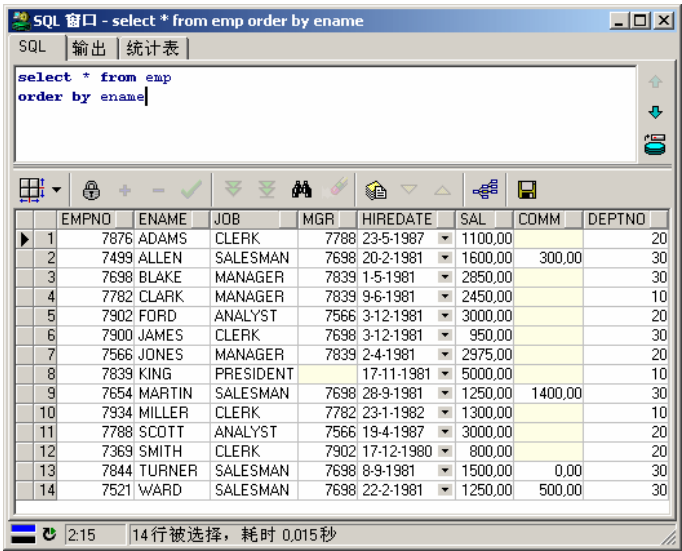 SQL 窗口 - select * from emp order by ename
SQL 输出 统计表
select * from emp
order by ename
EMPNO ENAME JOB MGR HIREDATE SAL COMM DEPTNO
1 7876 ADAMS CLERK 7788 23-5-1987 1100,00 20
2 7499 ALLEN SALESMAN 7698 20-2-1981 1600,00 300,00 30
3 7698 BLAKE MANAGER 7839 1-5-1981 2850,00 30
4 7782 CLARK MANAGER 7839 9-6-1981 2450,00 10
5 7902 FORD ANALYST 7566 3-12-1981 3000,00 20
6 7900 JAMES CLERK 7698 3-12-1981 950,00 30
7 7566 JONES MANAGER 7839 2-4-1981 2975,00 20
8 7839 KING PRESIDENT 17-11-1981 5000,00 10
9 7654 MARTIN SALESMAN 7698 28-9-1981 1250,00 1400,00 30
10 7934 MILLER CLERK 7782 23-1-1982 1300,00 10
11 7788 SCOTT ANALYST 7566 19-4-1987 3000,00 20
12 7369 SMITH CLERK 7902 17-12-1980 800,00 20
13 7844 TURNER SALESMAN 7698 8-9-1981 1500,00 0,00 30
14 7521 WARD SALESMAN 7698 22-2-1981 1250,00 500,00 30
2:15 14行被选择，耗时 0,015秒